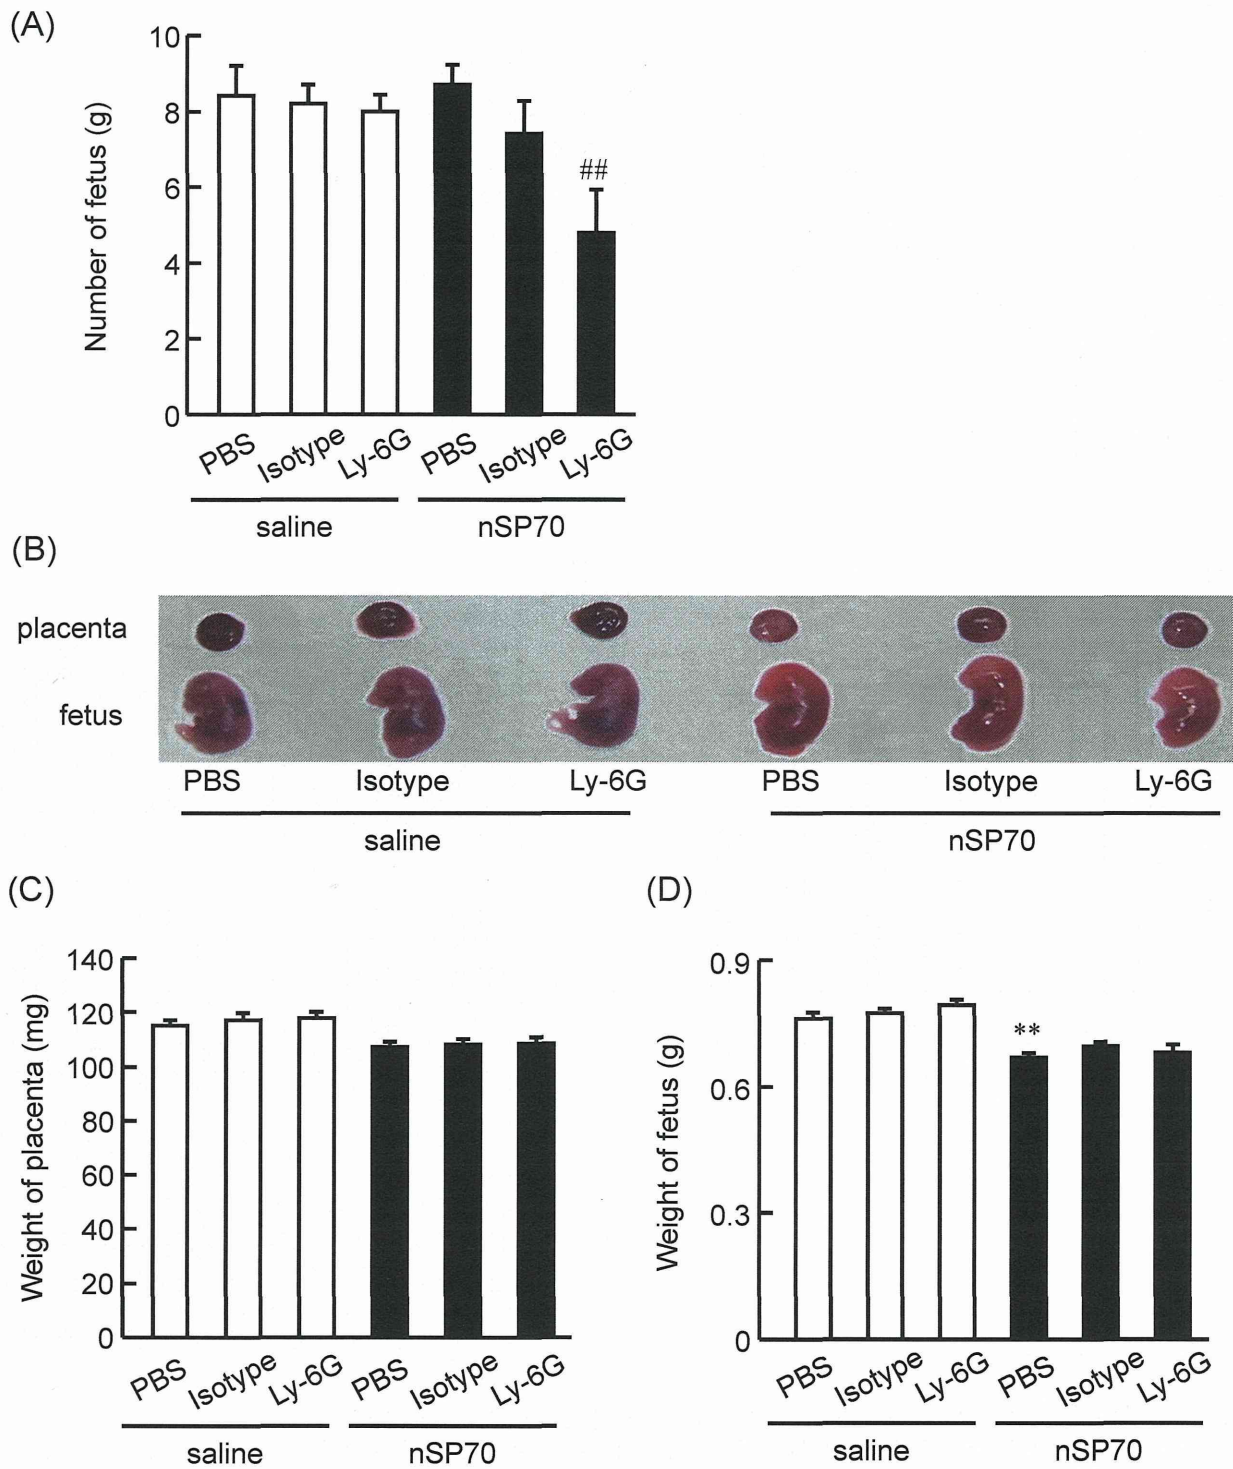 (A)
Number of fetus (g)
10
8
6
4
2
0
##
PBS
Isotype
Ly-6G
PBS
Isotype
Ly-6G
saline
nSP70
(B)
placenta
fetus
PBS
Isotype
Ly-6G
PBS
Isotype
Ly-6G
saline
nSP70
(C)
Weight of placenta (mg)
140
120
100
80
60
40
20
0
PBS
Isotype
Ly-6G
PBS
Isotype
Ly-6G
saline
nSP70
(D)
Weight of fetus (g)
0.9
0.6
0.3
0
**
PBS
Isotype
Ly-6G
PBS
Isotype
Ly-6G
saline
nSP70